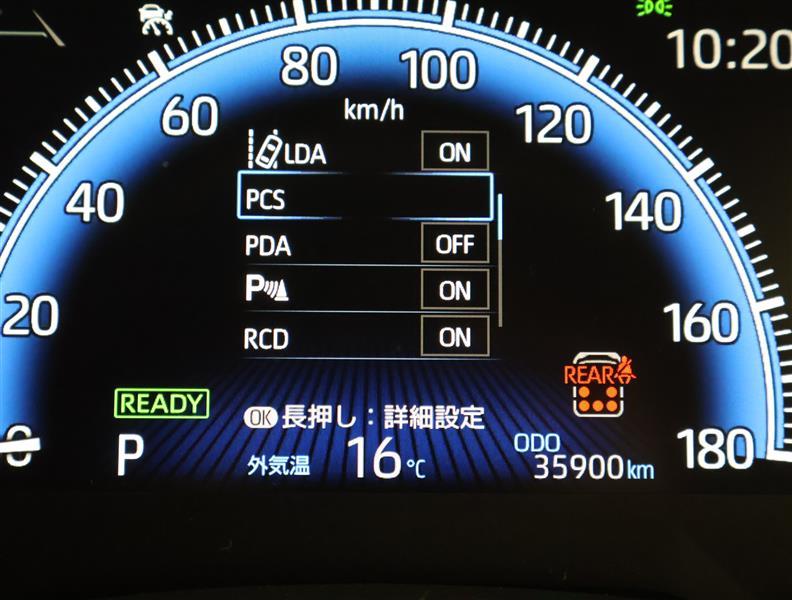 10:20
80
100
60
km/h
120
LDA ON
40
PCS
140
PDA OFF
P ON
20
160
RCD ON
REAR
READY
OK 長押し：詳細設定
0
P
外気温 16℃
ODO
35900km
180